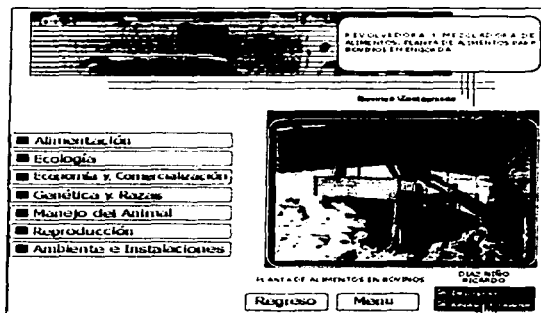 REVOLVEDORA Y MEZCLADORA DE
ALIMENTOS, PLANTA DE ALIMENTOS PARA
BOVINOS EN ENGORDA
Alimentación
Ecología
Economía y Comercialización
Genética y Razas
Manejo del Animal
Reproducción
Ambiente e Instalaciones
PLANTA DE ALIMENTOS EN BOVINOS
DIAZ NIÑO
RICARDO
Regreso
Menu